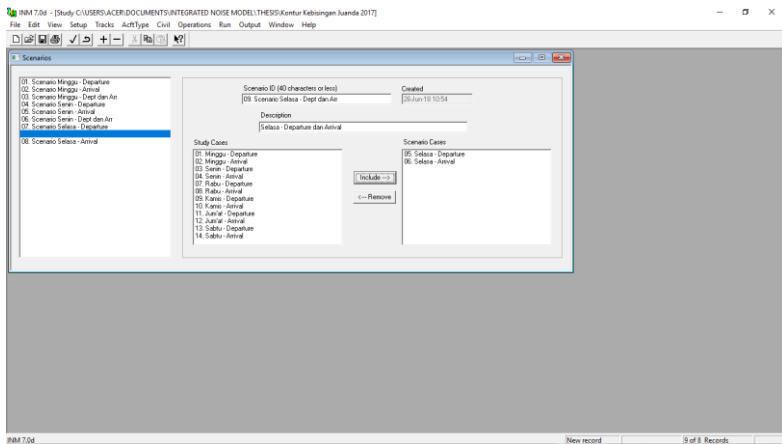 INM 7.0d - [Study C:\USERS\ACER\DOCUMENTS\INTEGRATED NOISE MODEL\THESIS\Kontur Kebisingan Juanda 2017]
File Edit View Setup Tracks AcftType Civil Operations Run Output Window Help
Scenarios
01. Scenario Minggu - Departure
02. Scenario Minggu - Arrival
03. Scenario Minggu - Dept dan Arr
04. Scenario Senin - Departure
05. Scenario Senin - Arrival
06. Scenario Senin - Dept dan Arr
07. Scenario Selasa - Departure
08. Scenario Selasa - Arrival
Scenario ID (40 characters or less)
09. Scenario Selasa - Dept dan Arr
Created
28-Jun-18 10:54
Description
Selasa - Departure dan Arrival
Study Cases
01. Minggu - Departure
02. Minggu - Arrival
03. Senin - Departure
04. Senin - Arrival
07. Rabu - Departure
08. Rabu - Arrival
09. Kamis - Departure
10. Kamis - Arrival
11. Jum'at - Departure
12. Jum'at - Arrival
13. Sabtu - Departure
14. Sabtu - Arrival
Include -->
<-- Remove
Scenario Cases
05. Selasa - Departure
06. Selasa - Arrival
INM 7.0d
New record
9 of 8 Records